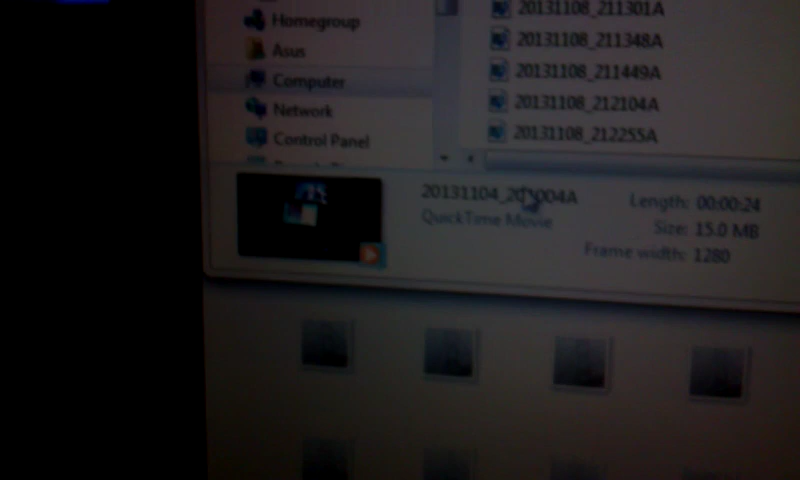 Homegroup
Asus
Computer
Network
Control Panel
20131108_211301A
20131108_211348A
20131108_211449A
20131108_212104A
20131108_212255A
QuickTime Movie
Length: 00:00:24
Size: 15.0 MB
Frame width: 1280